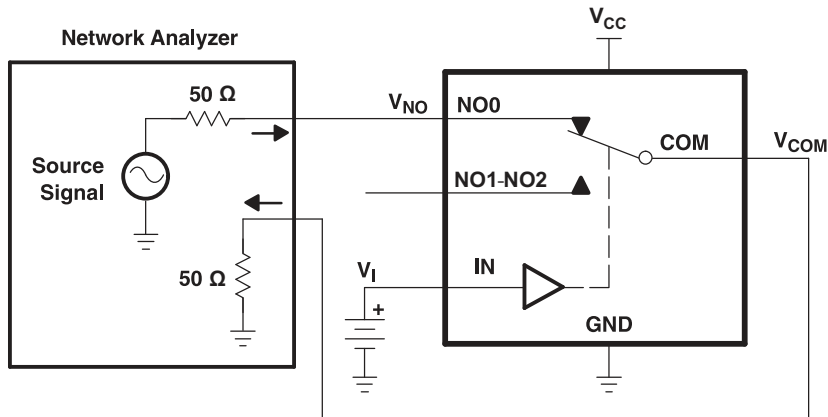 Network Analyzer
50 Ω
Source
Signal
50 Ω
V_CC
V_NO
NO0
COM
V_COM
NO1-NO2
V_I
IN
+
GND